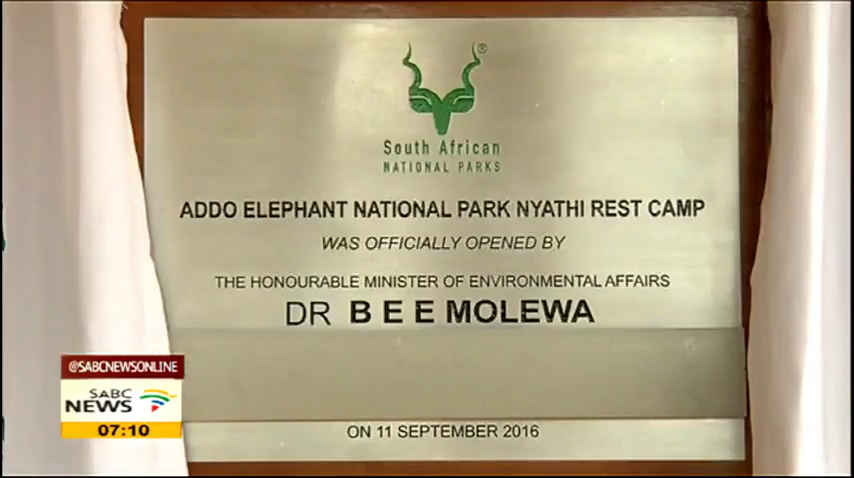 ®
South African
NATIONAL PARKS
ADDO ELEPHANT NATIONAL PARK NYATHI REST CAMP
WAS OFFICIALLY OPENED BY
THE HONOURABLE MINISTER OF ENVIRONMENTAL AFFAIRS
DR B E E MOLEWA
ON 11 SEPTEMBER 2016
@SABCNEWSONLINE
SABC
NEWS
07:10